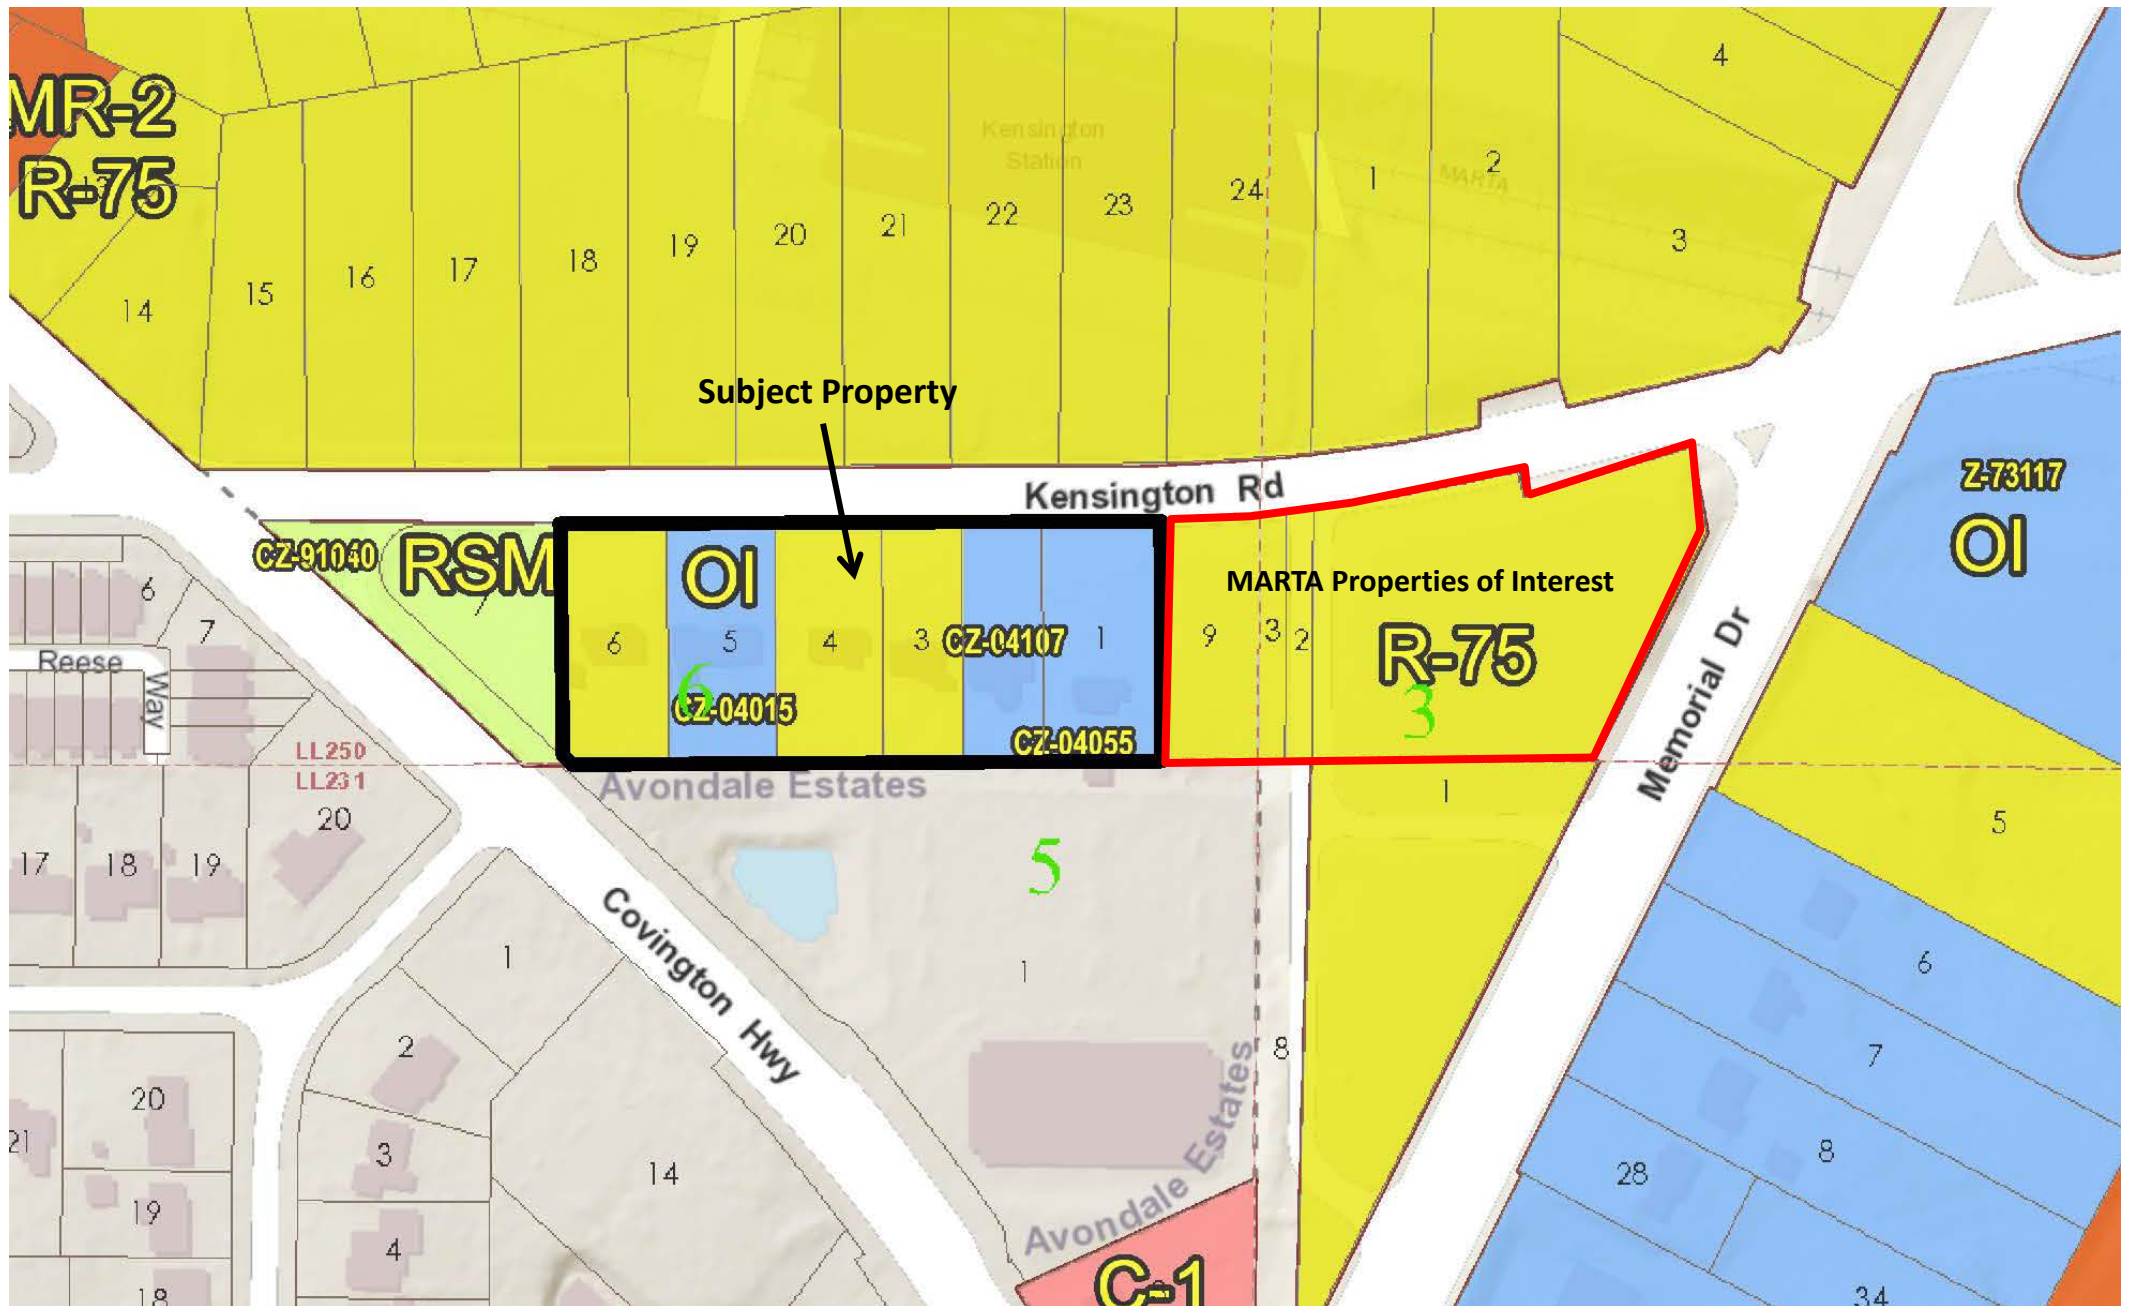 4
MR-2
Kensington
Station
R-75
13
1
2
MARTA
24
23
22
21
20
19
18
17
16
15
14
3
Subject Property
Kensington Rd
Z-73117
OI
CZ-91040
RSM
7
OI
6
5
4
3
CZ-04107
1
6
CZ-04015
CZ-04055
MARTA Properties of Interest
9
3
2
R-75
3
Memorial Dr
6
7
Reese
Way
LL250
LL231
20
17
18
19
Avondale Estates
5
1
1
5
Covington Hwy
1
2
3
4
14
20
21
19
18
8
Avondale Estates
C-1
6
7
8
28
34